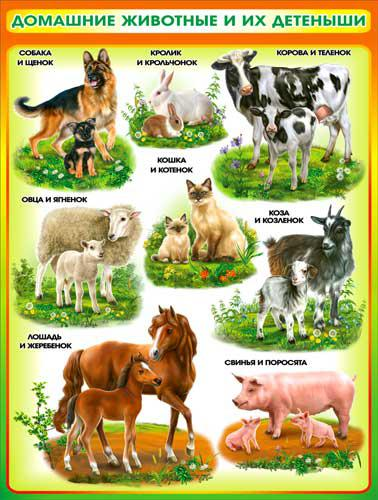 ДОМАШНИЕ ЖИВОТНЫЕ И ИХ ДЕТЕНЫШИ
СОБАКА
И ЩЕНОК
КРОЛИК
И КРОЛЬЧОНОК
КОРОВА И ТЕЛЕНОК
КОШКА
И КОТЕНОК
ОВЦА И ЯГНЕНОК
КОЗА
И КОЗЛЕНОК
ЛОШАДЬ
И ЖЕРЕБЕНОК
СВИНЬЯ И ПОРОСЯТА